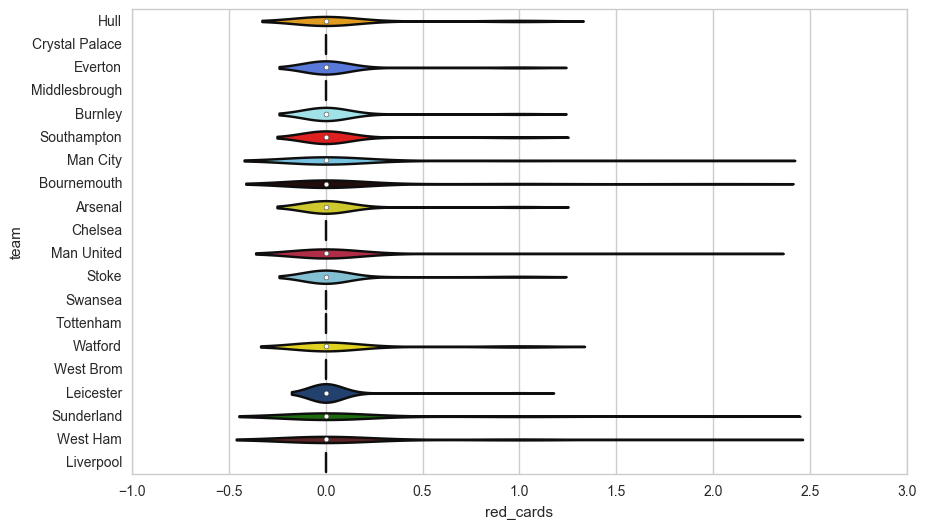 Hull
Crystal Palace
Everton
Middlesbrough
Burnley
Southampton
Man City
Bournemouth
Arsenal
Chelsea
Man United
Stoke
Swansea
Tottenham
Watford
West Brom
Leicester
Sunderland
West Ham
Liverpool
team
−1.0 −0.5 0.0 0.5 1.0 1.5 2.0 2.5 3.0
red_cards